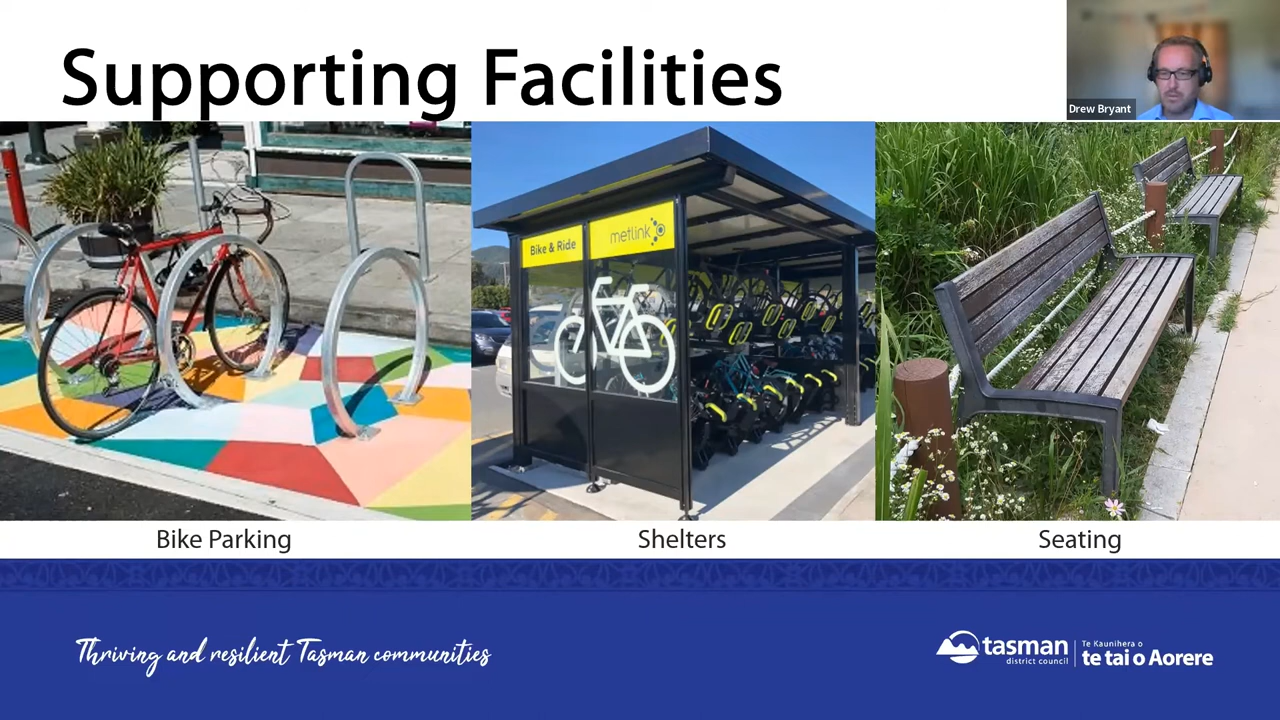 Supporting Facilities
Drew Bryant
Bike & Ride
metlink
Bike Parking
Shelters
Seating
Thriving and resilient Tasman communities
tasman
district council
Te Kaunihera o
te tai o Aorere